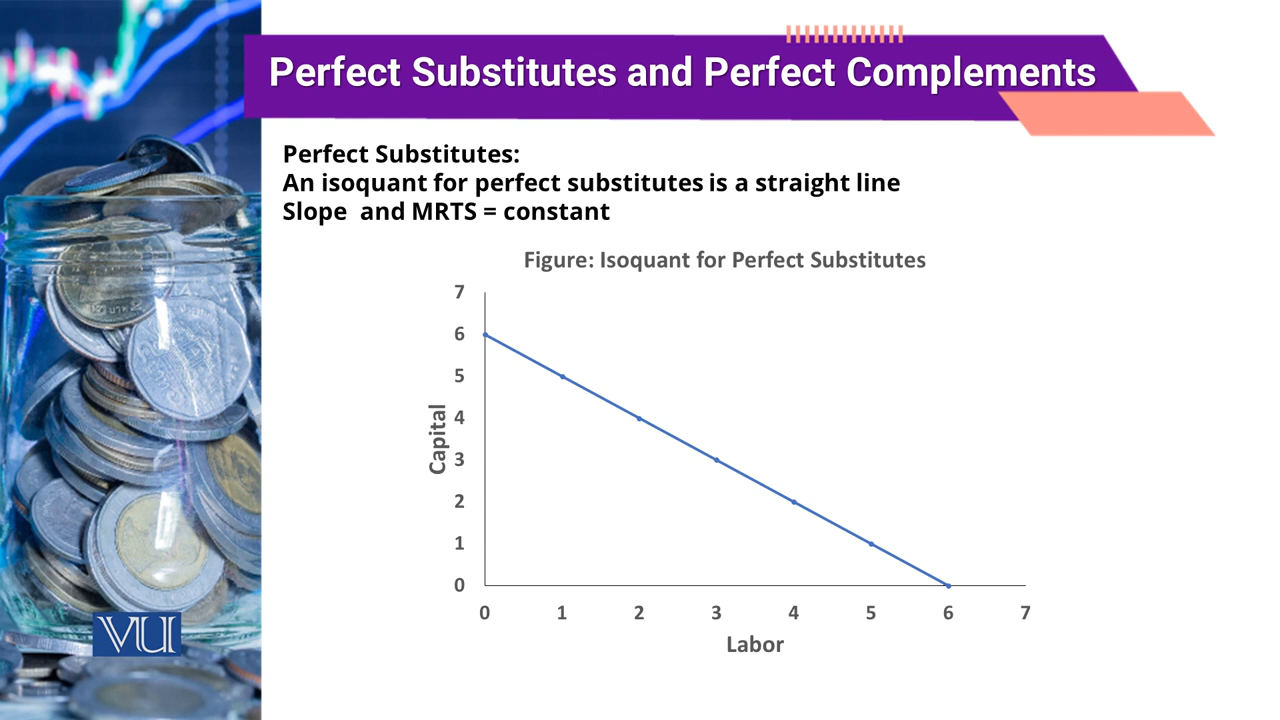 Perfect Substitutes and Perfect Complements
Perfect Substitutes:
An isoquant for perfect substitutes is a straight line
Slope and MRTS = constant
Figure: Isoquant for Perfect Substitutes
7
6
5
4
3
2
1
0
Capital
0 1 2 3 4 5 6 7
Labor
VU